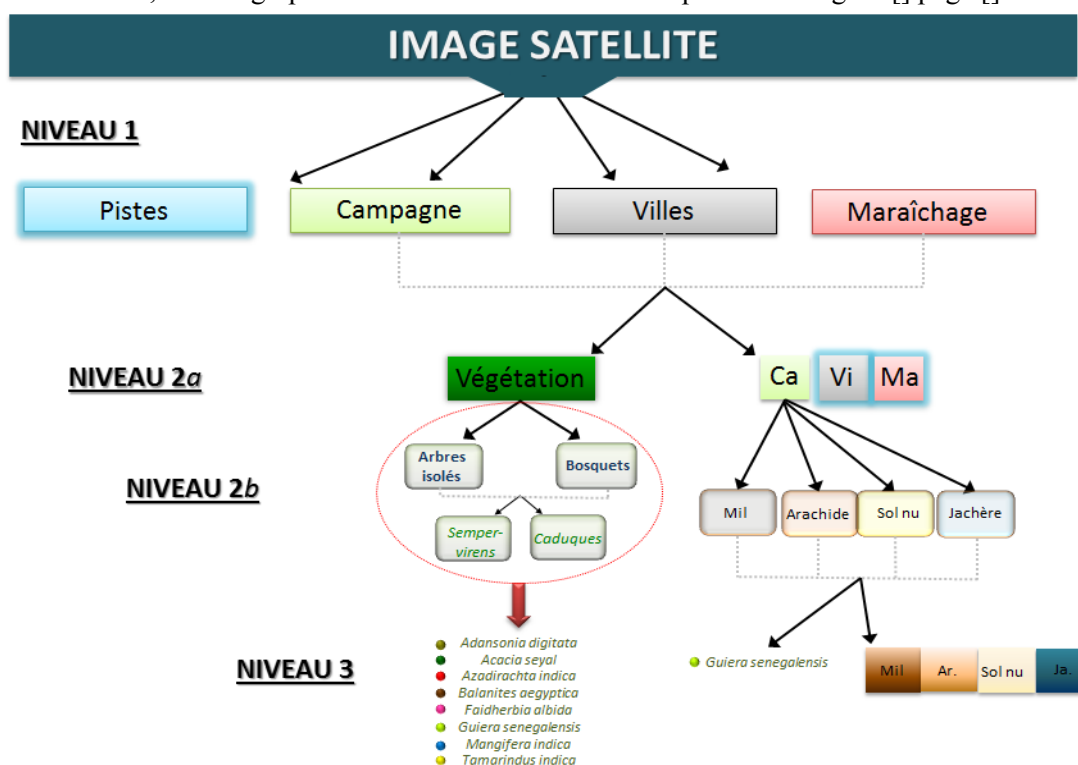 IMAGE SATELLITE
NIVEAU 1
Pistes
Campagne
Villes
Maraîchage
NIVEAU 2a
Végétation
Ca
Vi
Ma
NIVEAU 2b
Arbres
isolés
Bosquets
Semper-
virens
Caduques
Mil
Arachide
Sol nu
Jachère
NIVEAU 3
Adansonia digitata
Acacia seyal
Azadirachta indica
Balanites aegyptica
Faidherbia albida
Guiera senegalensis
Mangifera indica
Tamarindus indica
Guiera senegalensis
Mil
Ar.
Sol nu
Ja.